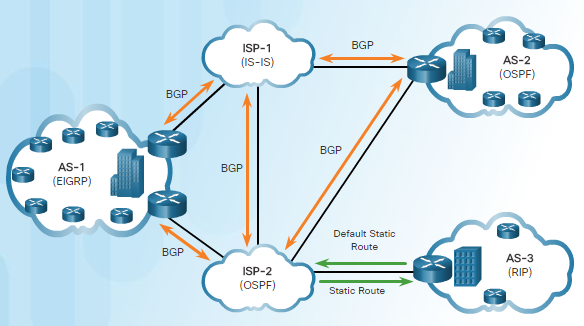 ISP-1
(IS-IS)
BGP
AS-2
(OSPF)
BGP
AS-1
(EIGRP)
BGP
BGP
BGP
ISP-2
(OSPF)
Default Static
Route
Static Route
AS-3
(RIP)